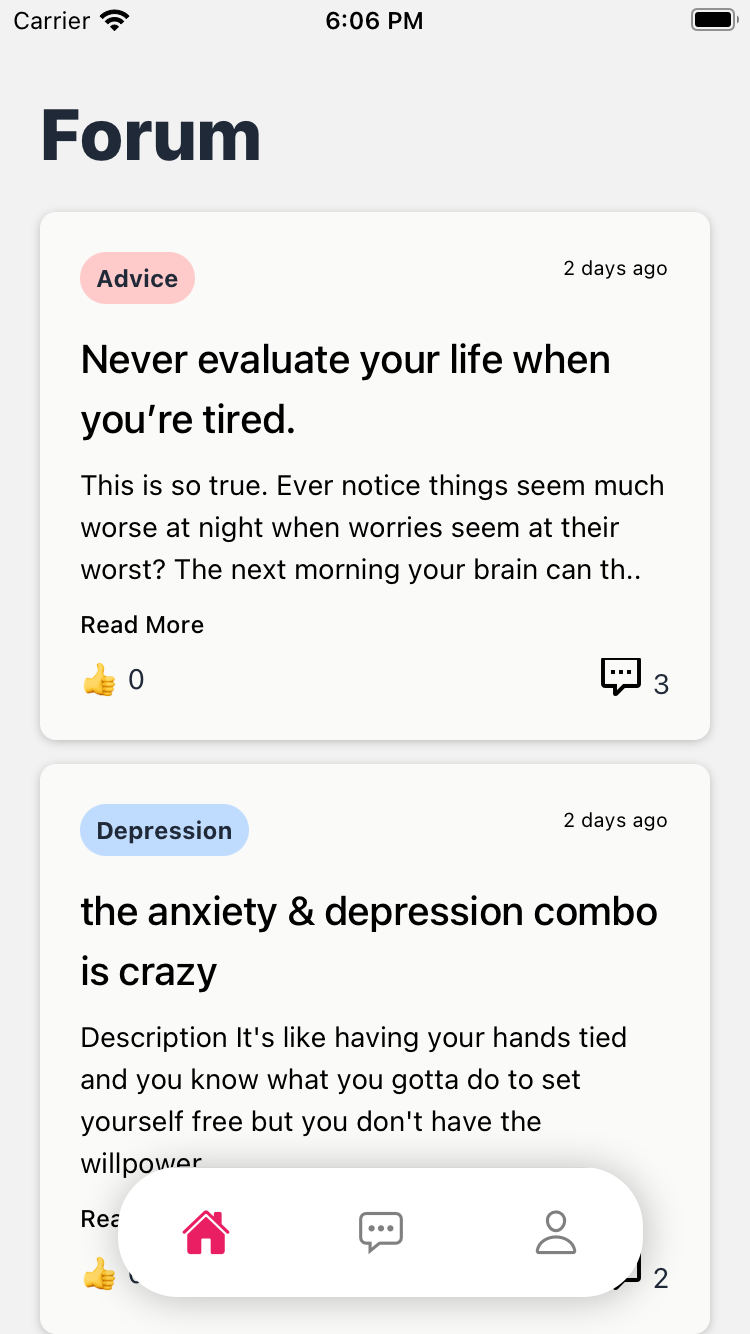 Carrier 6:06 PM
Forum
Advice 2 days ago
Never evaluate your life when
you’re tired.
This is so true. Ever notice things seem much
worse at night when worries seem at their
worst? The next morning your brain can th..
Read More
👍 0 3
Depression 2 days ago
the anxiety & depression combo
is crazy
Description It's like having your hands tied
and you know what you gotta do to set
yourself free but you don't have the
willpower
👍 2